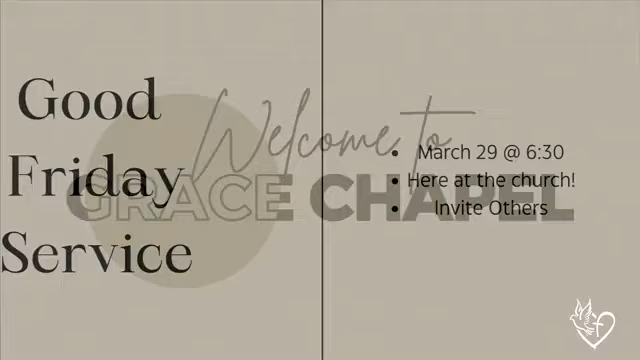 Good
Friday
Service
Welcome to
GRACE CHAPEL
• March 29 @ 6:30
• Here at the church!
• Invite Others